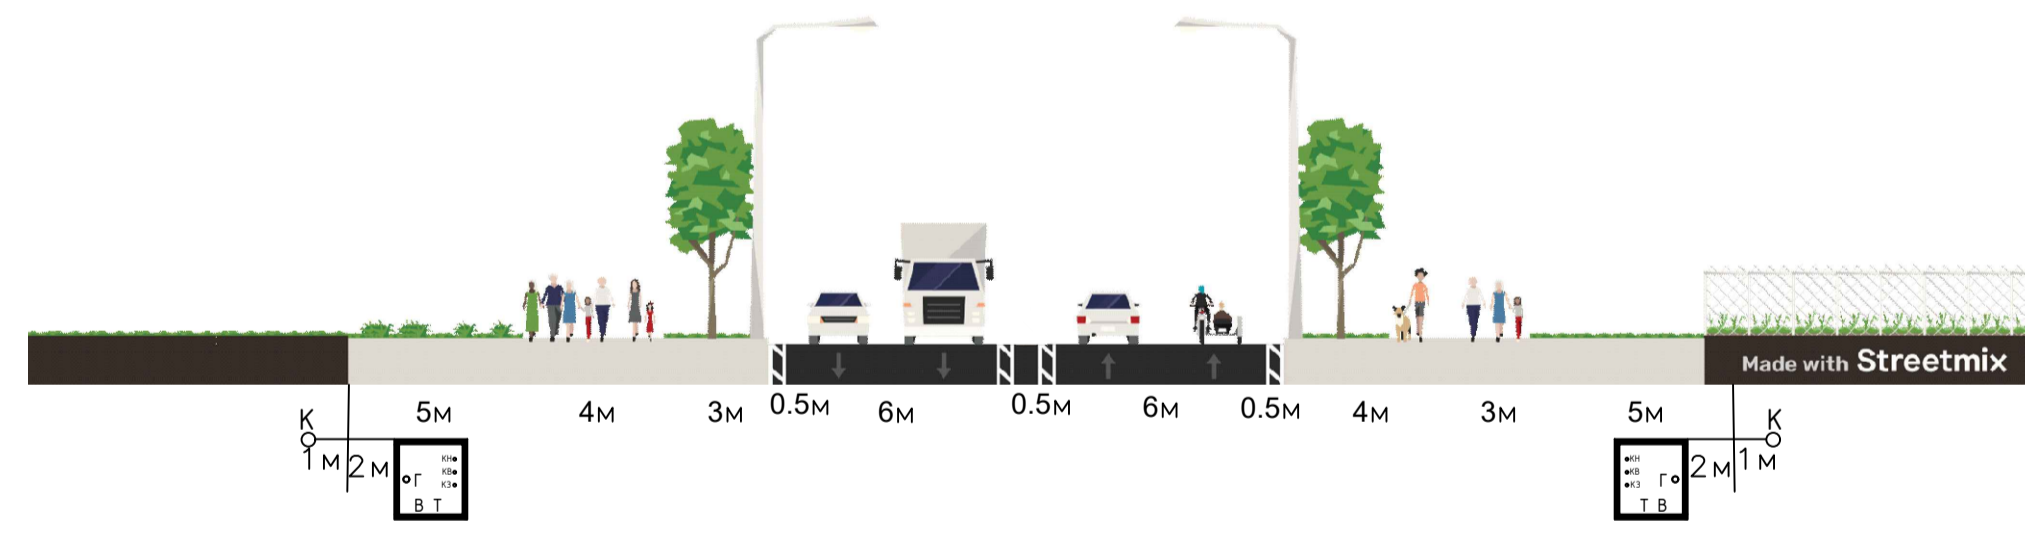 Made with Streetmix
5м
4м
3м
0.5м
6м
0.5м
6м
0.5м
4м
3м
5м
К
1 м
2 м
КН
КВ
Г
КЗ
В Т
КН
КВ
Г
КЗ
Т В
2 м
1 м
К